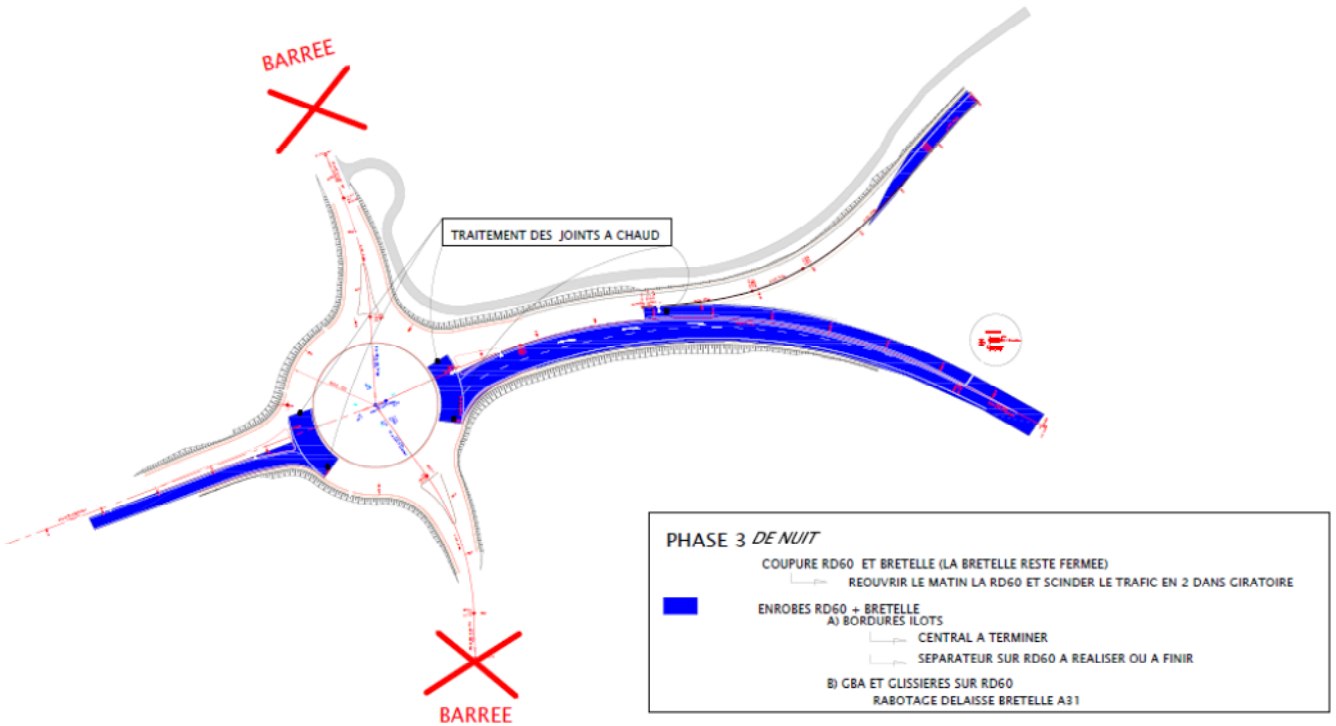 BARREE
TRAITEMENT DES JOINTS A CHAUD
PHASE 3 DE NUIT
COUPURE RD60 ET BRETELLE (LA BRETELLE RESTE FERMEE)
REOUVRIR LE MATIN LA RD60 ET SCINDER LE TRAFIC EN 2 DANS GIRATOIRE
ENROBES RD60 + BRETELLE
A) BORDURES ILOTS
CENTRAL A TERMINER
SEPARATEUR SUR RD60 A REALISER OU A FINIR
B) GBA ET GLISSIERES SUR RD60
RABOTAGE DELAISSE BRETELLE A31
BARREE